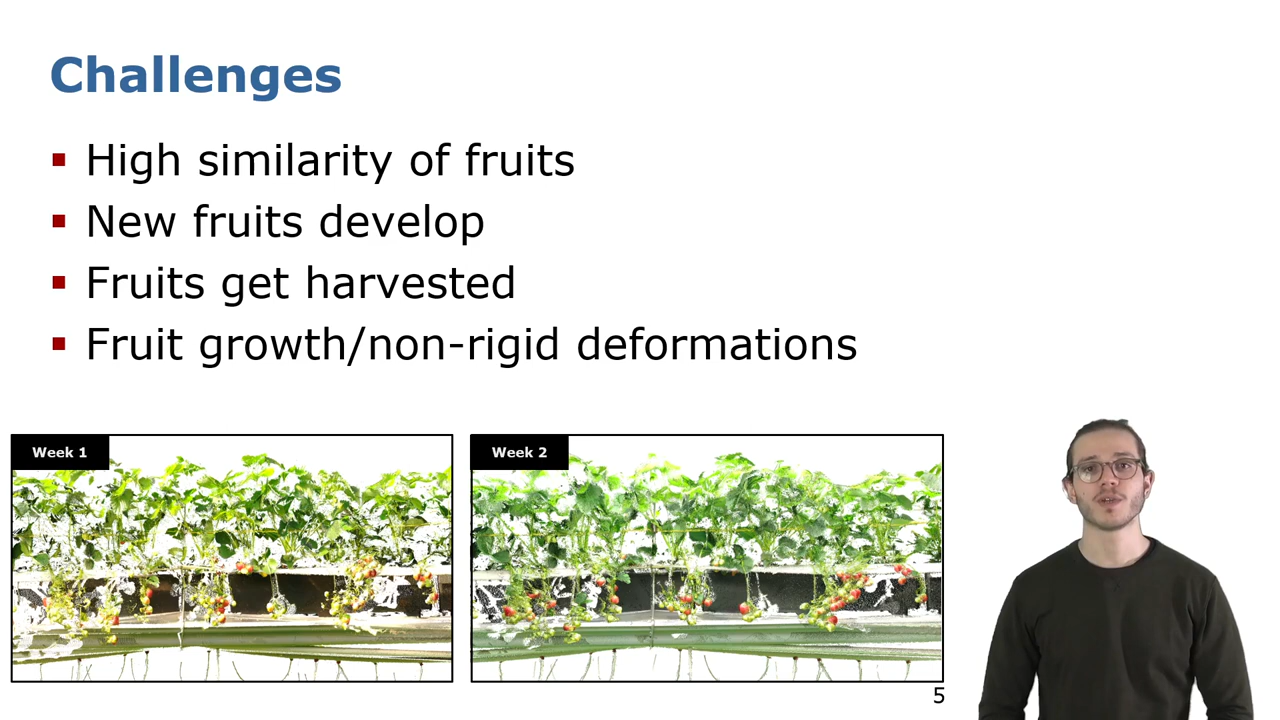 Challenges
High similarity of fruits
New fruits develop
Fruits get harvested
Fruit growth/non-rigid deformations
Week 1
Week 2
5